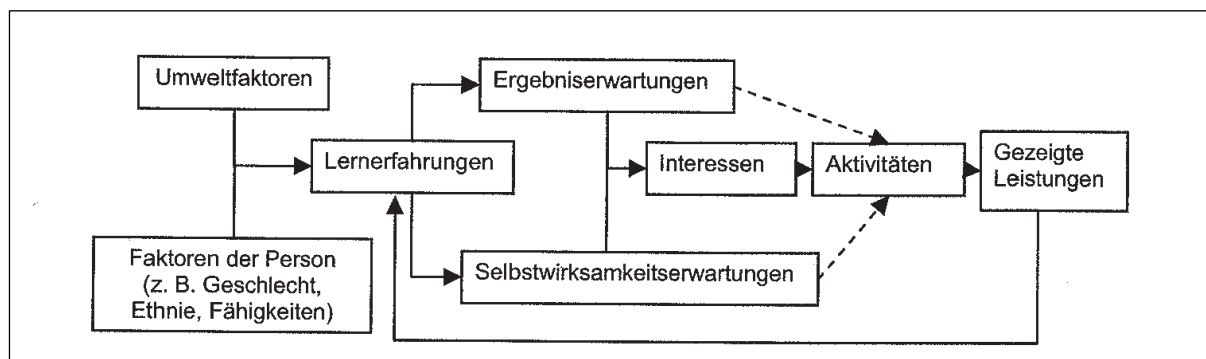 Umweltfaktoren
Ergebniserwartungen
Lernerfahrungen
Interessen
Aktivitäten
Gezeigte
Leistungen
Faktoren der Person
(z. B. Geschlecht,
Ethnie, Fähigkeiten)
Selbstwirksamkeitserwartungen